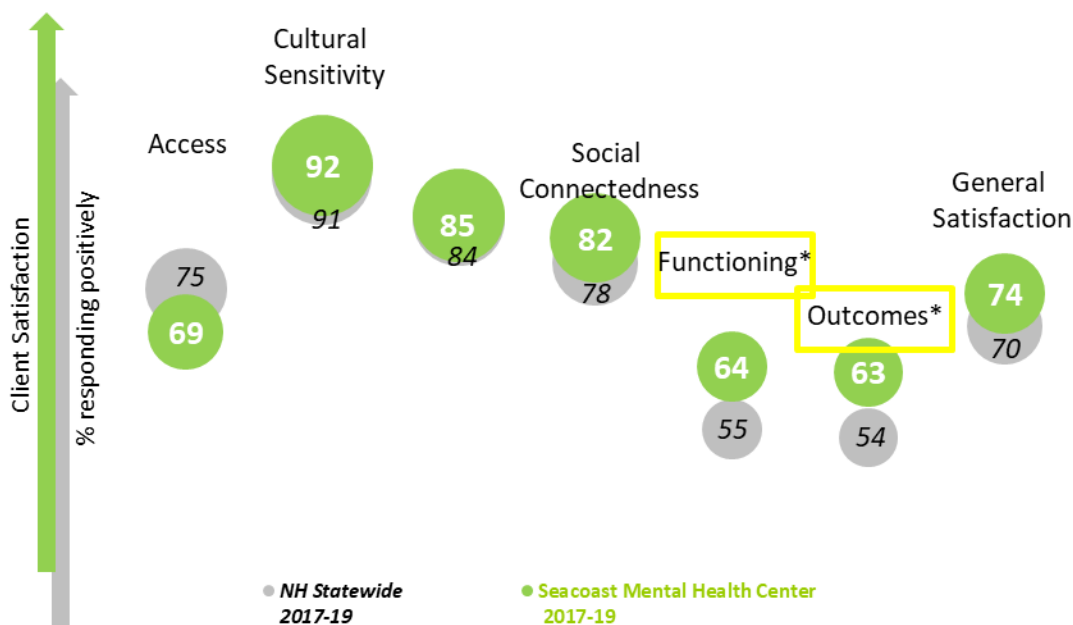 Client Satisfaction
% responding positively
Access
75
69
Cultural
Sensitivity
92
91
85
84
Social
Connectedness
82
78
Functioning*
64
55
Outcomes*
63
54
General
Satisfaction
74
70
NH Statewide
2017-19
Seacoast Mental Health Center
2017-19